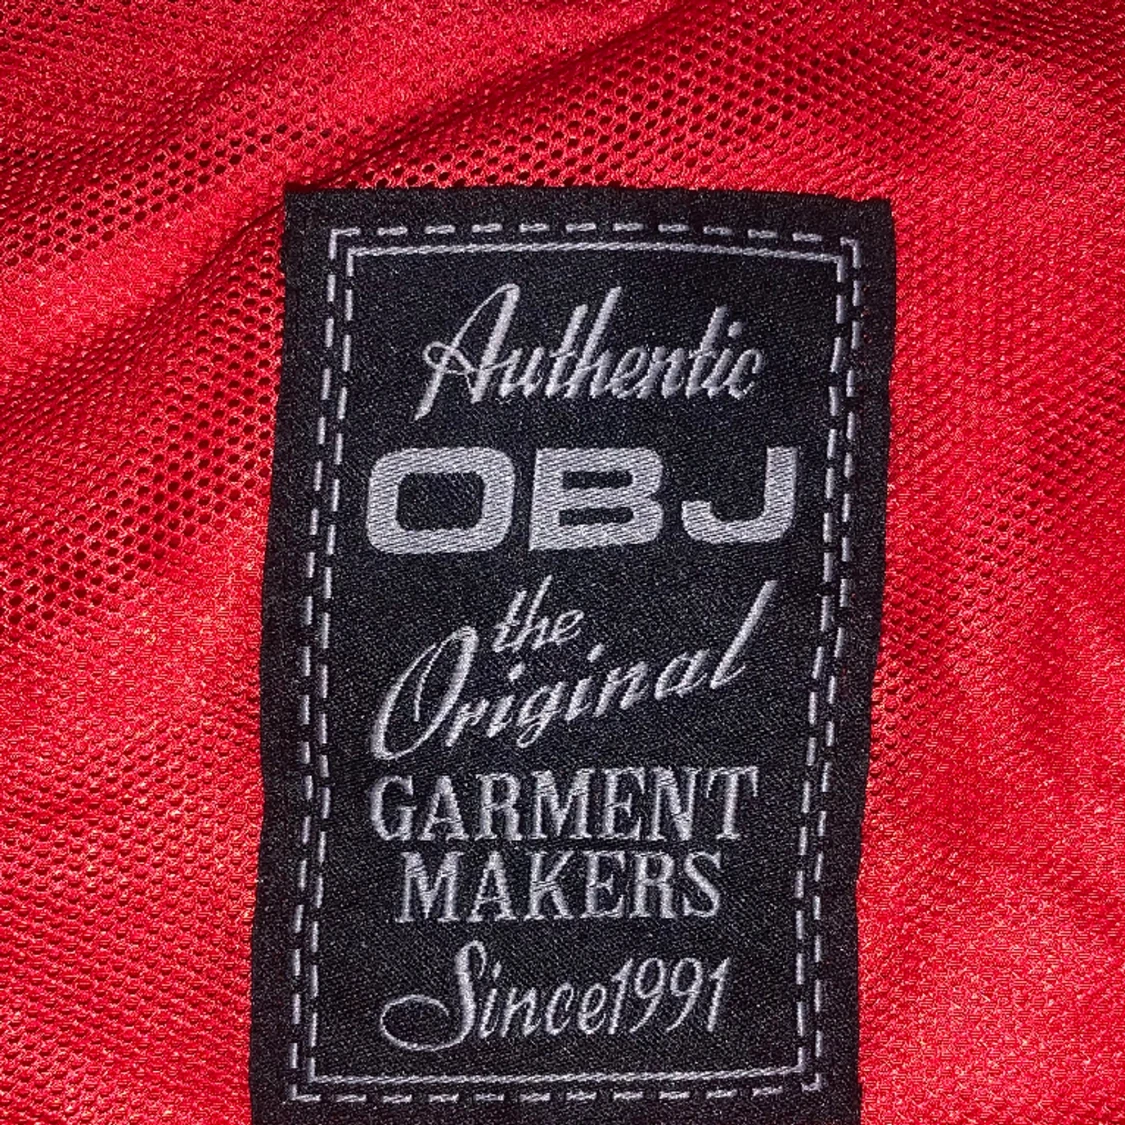 Authentic
OBJ
the
Original
GARMENT
MAKERS
Since1991